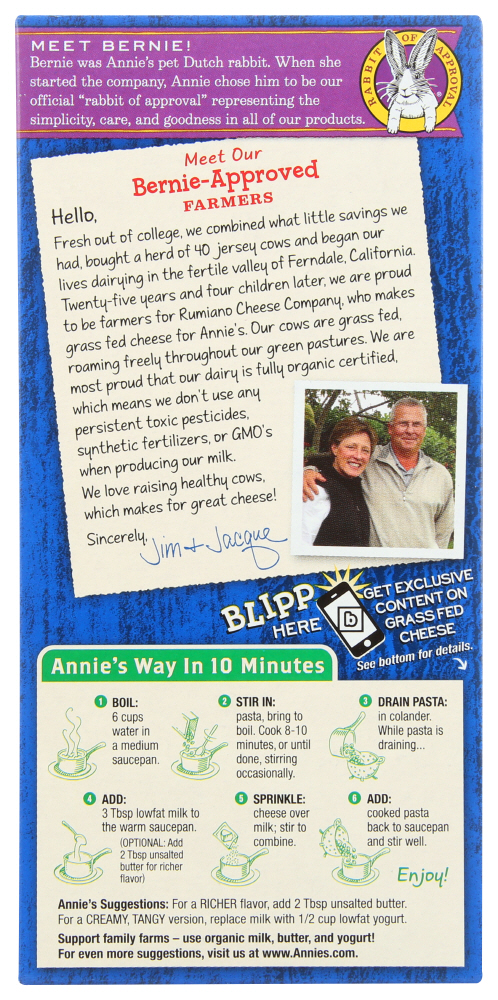 MEET BERNIE!
Bernie was Annie's pet Dutch rabbit. When she
started the company, Annie chose him to be our
official "rabbit of approval" representing the
simplicity, care, and goodness in all of our products.
RABBIT OF APPROVAL
Meet Our
Bernie-Approved
FARMERS
Hello,
Fresh out of college, we combined what little savings we
had, bought a herd of 40 jersey cows and began our
lives dairying in the fertile valley of Ferndale, California.
Twenty-five years and four children later, we are proud
to be farmers for Rumiano Cheese Company, who makes
grass fed cheese for Annie's. Our cows are grass fed,
roaming freely throughout our green pastures. We are
most proud that our dairy is fully organic certified,
which means we don't use any
persistent toxic pesticides,
synthetic fertilizers, or GMO's
when producing our milk.
We love raising healthy cows,
which makes for great cheese!
Sincerely,
Jim + Jacque
BLIPP
HERE
b
GET EXCLUSIVE
CONTENT ON
GRASS FED
CHEESE
See bottom for details.
Annie's Way In 10 Minutes
1 BOIL:
6 cups
water in
a medium
saucepan.
2 STIR IN:
pasta, bring to
boil. Cook 8-10
minutes, or until
done, stirring
occasionally.
3 DRAIN PASTA:
in colander.
While pasta is
draining...
4 ADD:
3 Tbsp lowfat milk to
the warm saucepan.
(OPTIONAL: Add
2 Tbsp unsalted
butter for richer
flavor)
5 SPRINKLE:
cheese over
milk; stir to
combine.
6 ADD:
cooked pasta
back to saucepan
and stir well.
Enjoy!
Annie's Suggestions: For a RICHER flavor, add 2 Tbsp unsalted butter.
For a CREAMY, TANGY version, replace milk with 1/2 cup lowfat yogurt.
Support family farms – use organic milk, butter, and yogurt!
For even more suggestions, visit us at www.Annies.com.